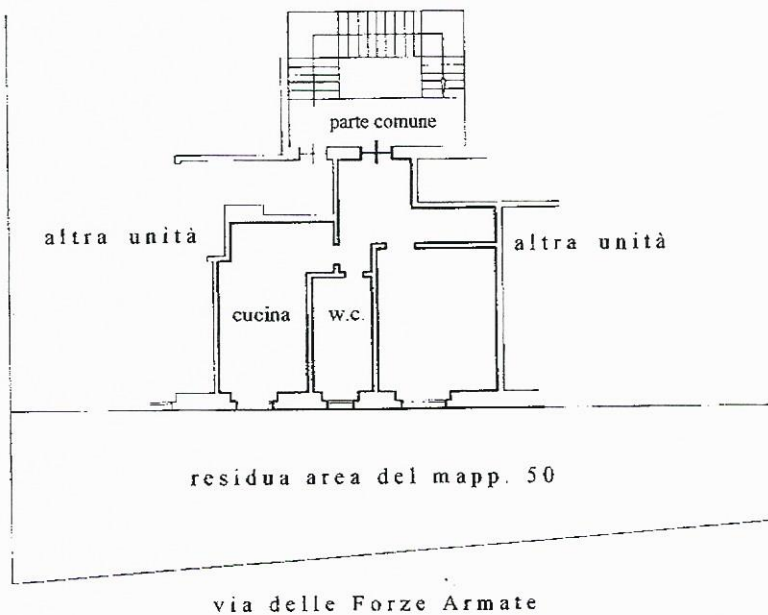 parte comune
altra unità
altra unità
cucina
w.c.
residua area del mapp. 50
via delle Forze Armate